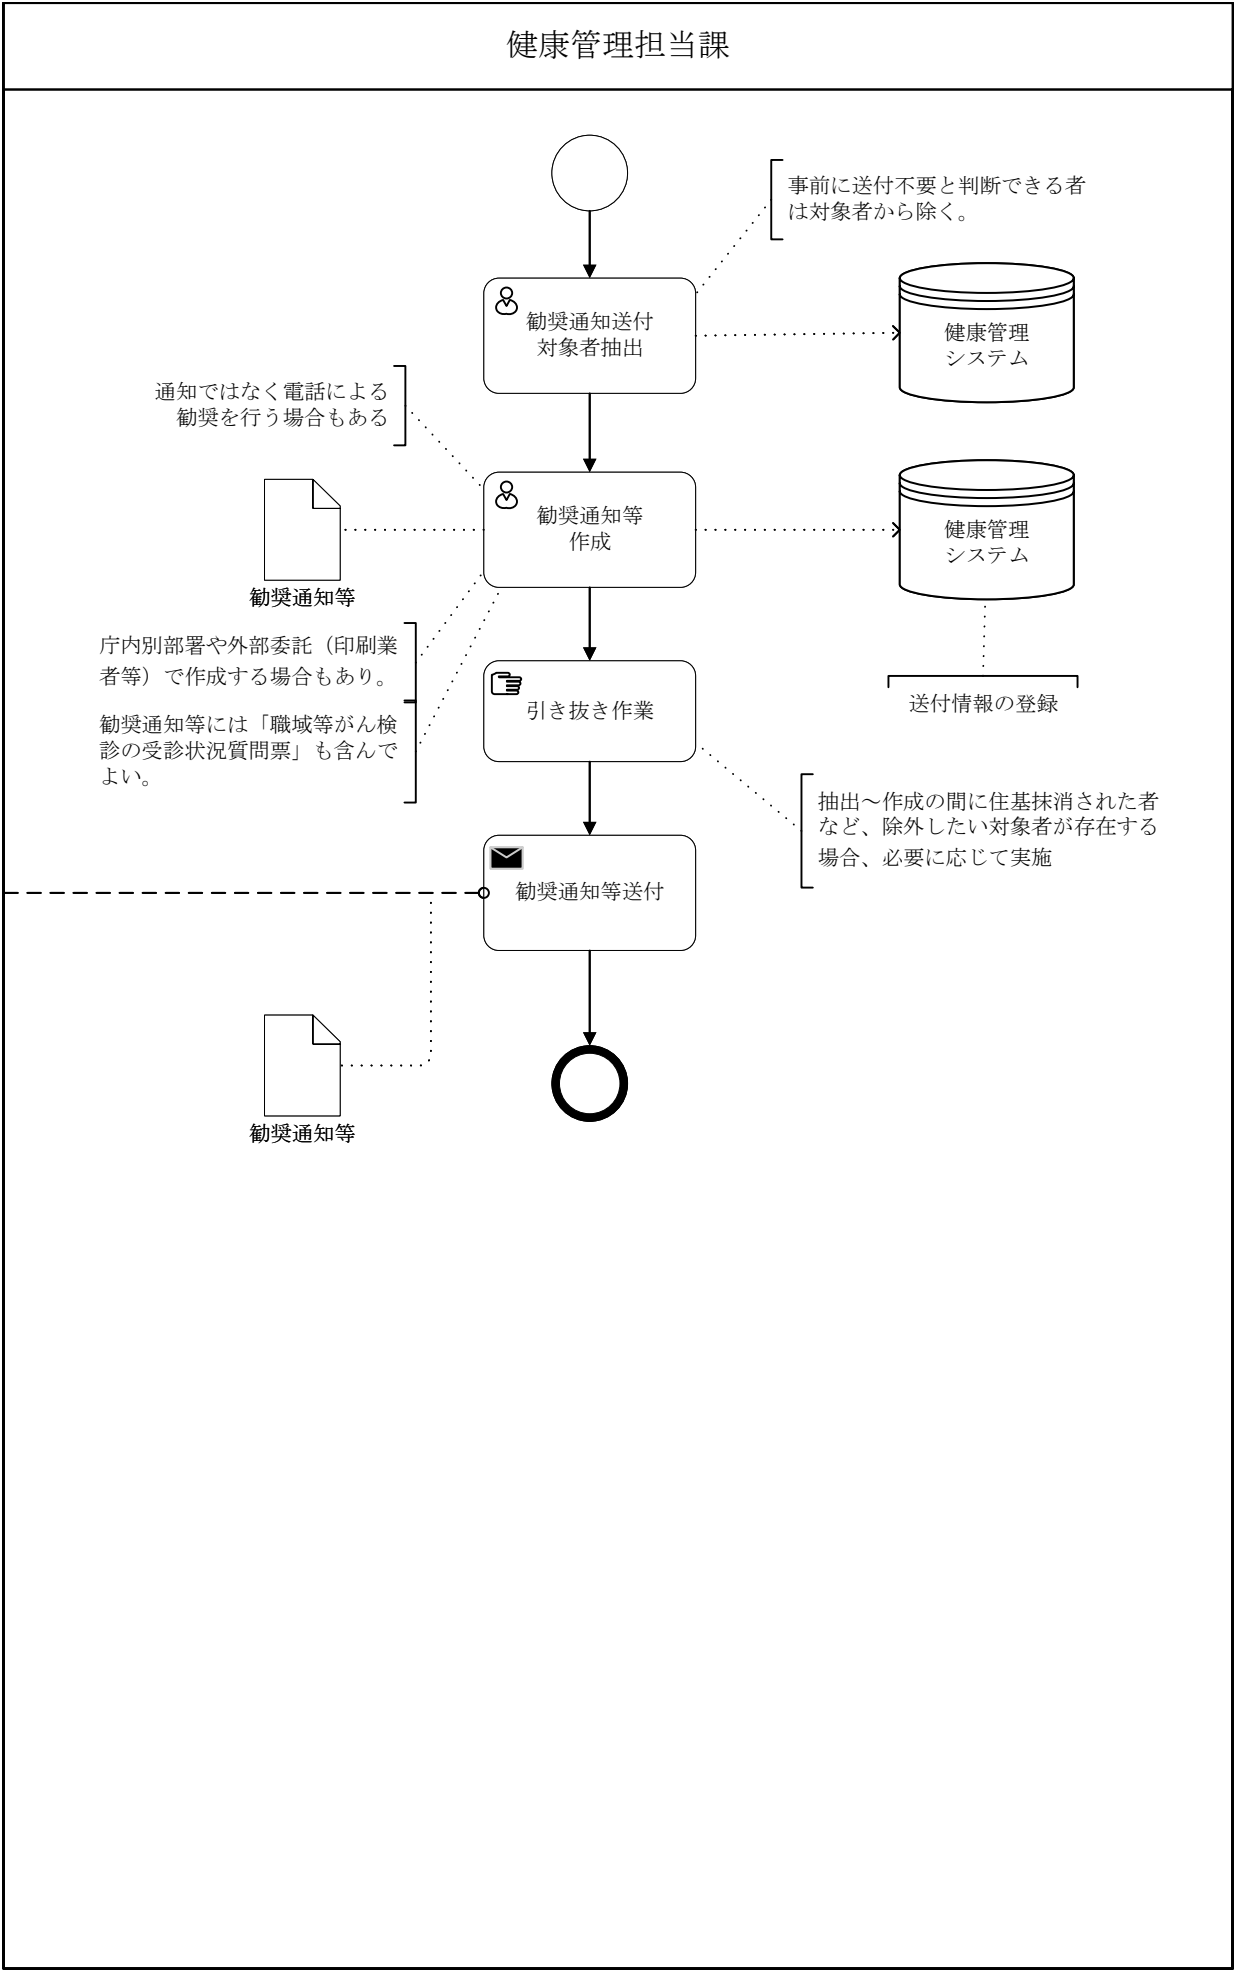 健康管理担当課
事前に送付不要と判断できる者
は対象者から除く。
勧奨通知送付
対象者抽出
健康管理
システム
通知ではなく電話による
勧奨を行う場合もある
勧奨通知等
作成
健康管理
システム
勧奨通知等
庁内別部署や外部委託（印刷業
者等）で作成する場合もあり。
引き抜き作業
送付情報の登録
勧奨通知等には「職域等がん検
診の受診状況質問票」も含んで
よい。
抽出～作成の間に住基抹消された者
など、除外したい対象者が存在する
場合、必要に応じて実施
勧奨通知等送付
勧奨通知等